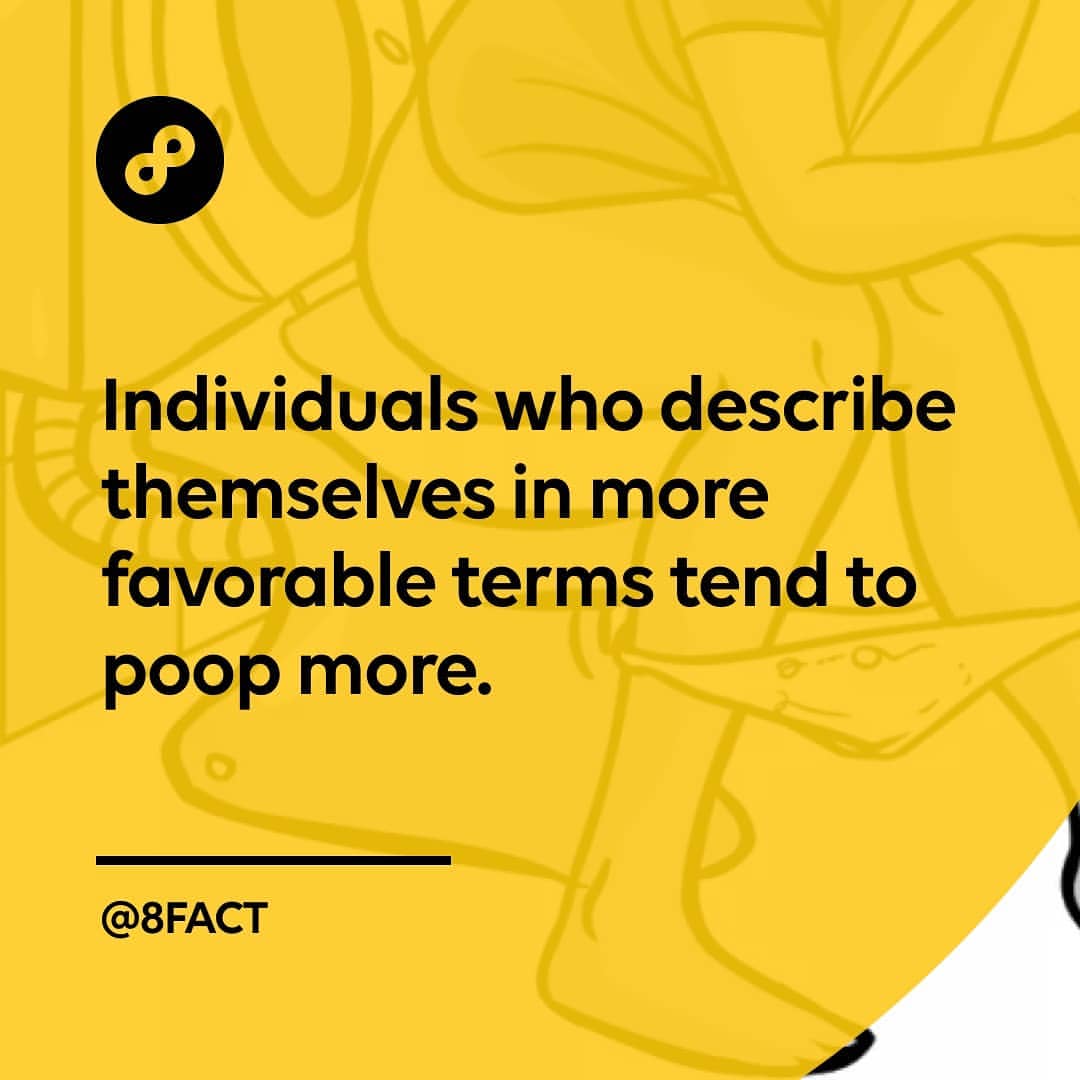 Individuals who describe
themselves in more
favorable terms tend to
poop more.
@8FACT